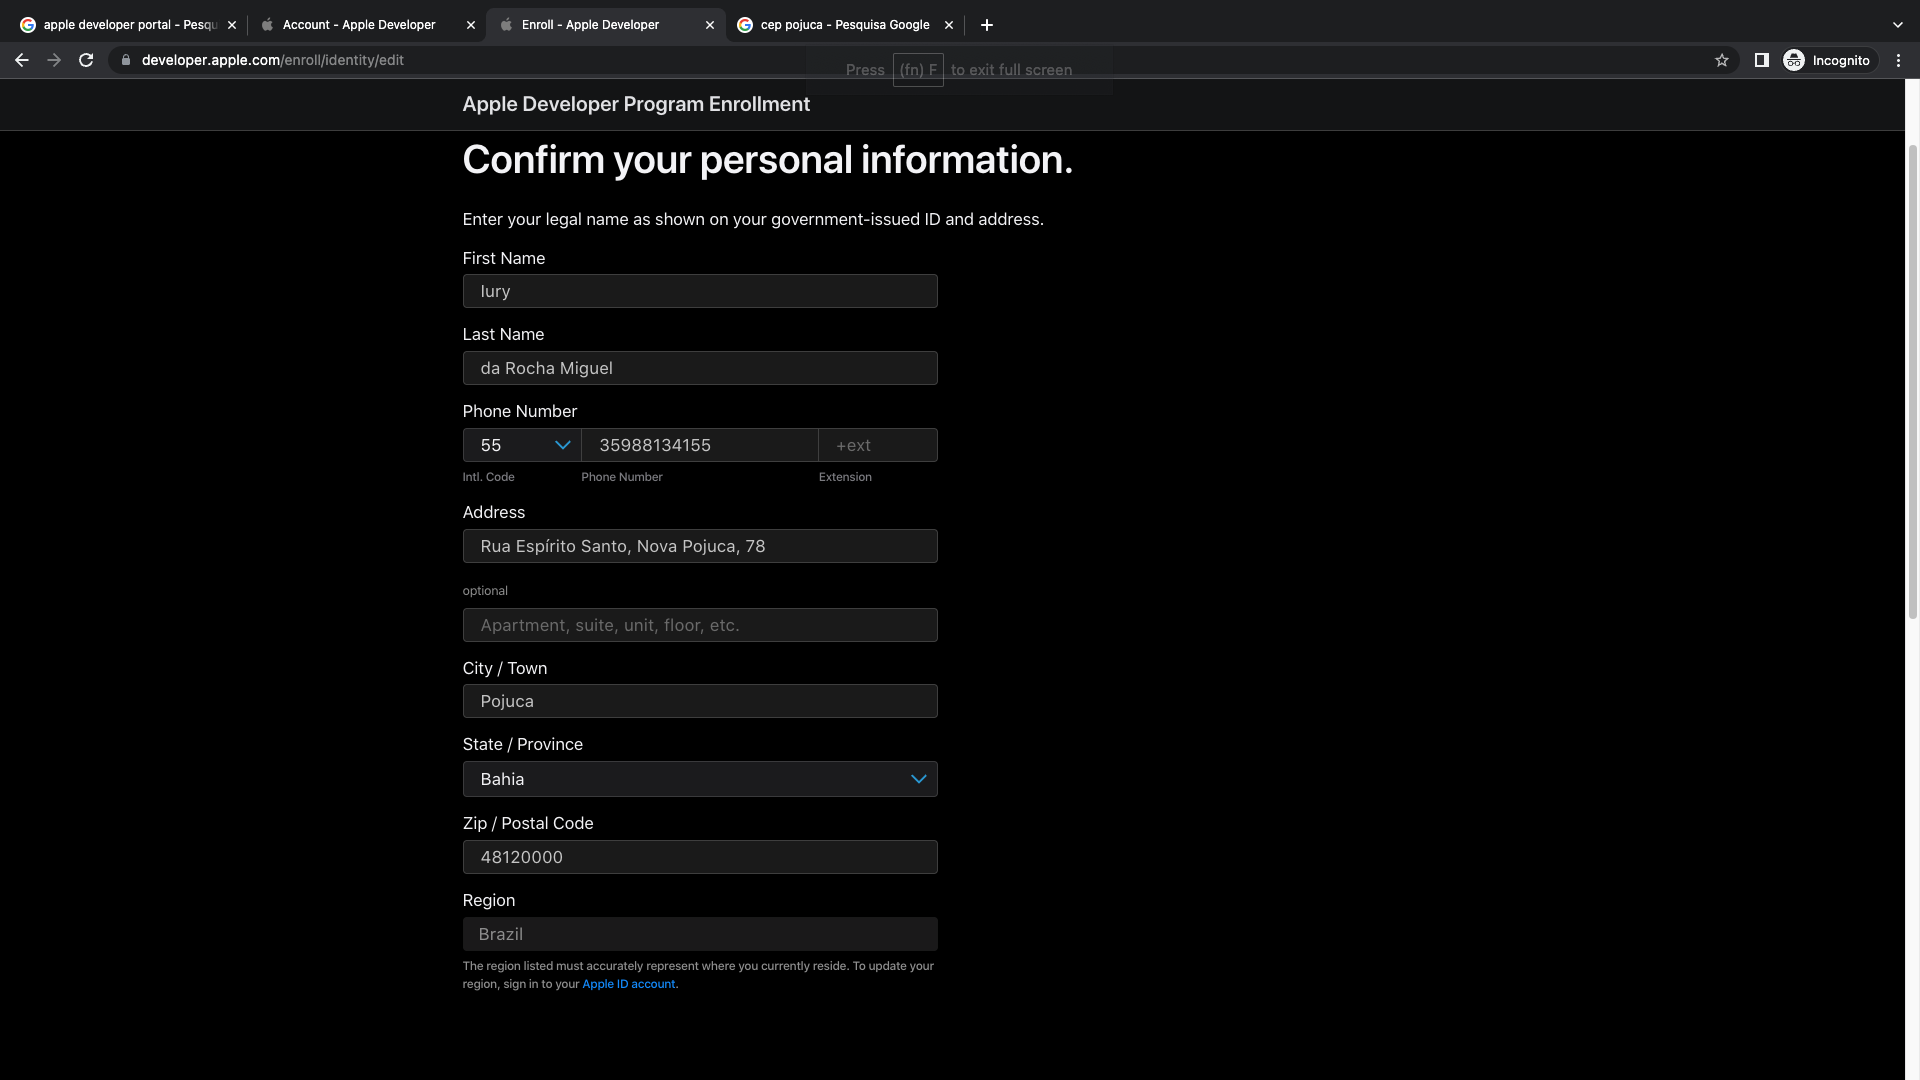 apple developer portal - Pesqu
Account - Apple Developer
Enroll - Apple Developer
cep pojuca - Pesquisa Google
developer.apple.com/enroll/identity/edit
Incognito
Press (fn) F to exit full screen
Apple Developer Program Enrollment
Confirm your personal information.
Enter your legal name as shown on your government-issued ID and address.
First Name
Iury
Last Name
da Rocha Miguel
Phone Number
55 35988134155 +ext
Intl. Code Phone Number Extension
Address
Rua Espírito Santo, Nova Pojuca, 78
optional
Apartment, suite, unit, floor, etc.
City / Town
Pojuca
State / Province
Bahia
Zip / Postal Code
48120000
Region
Brazil
The region listed must accurately represent where you currently reside. To update your
region, sign in to your Apple ID account.